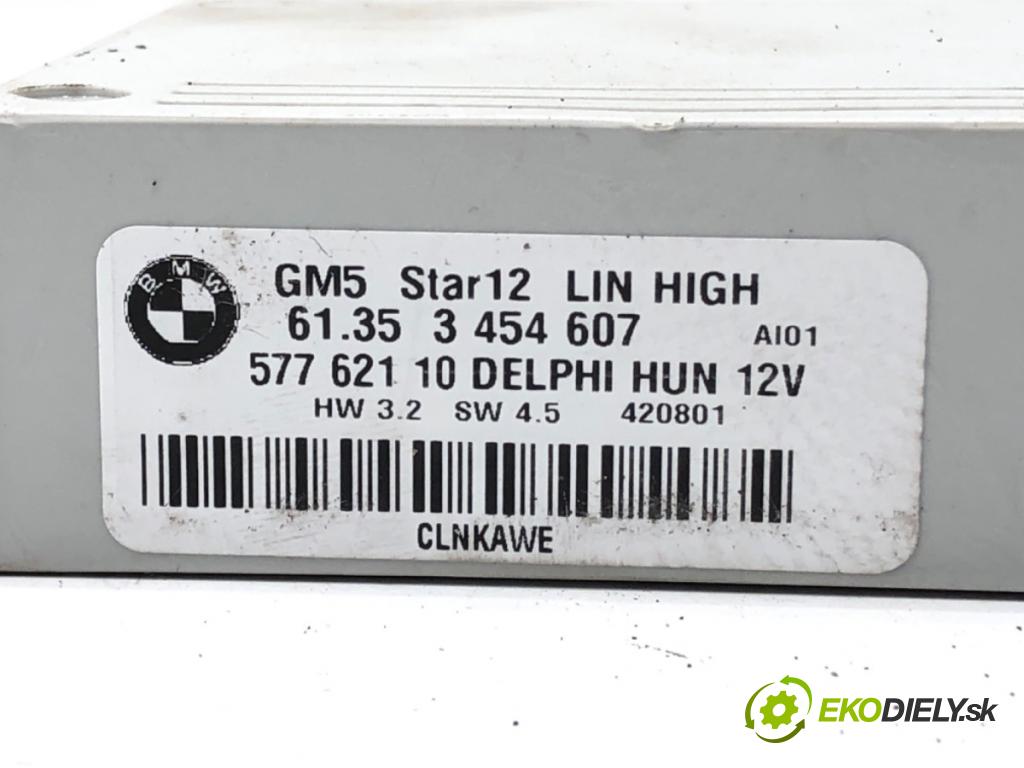 BMW
GM5 Star12 LIN HIGH
61.35 3 454 607 AI01
577 621 10 DELPHI HUN 12V
HW 3.2 SW 4.5 420801
CLNKAWE
EKODIELY.sk